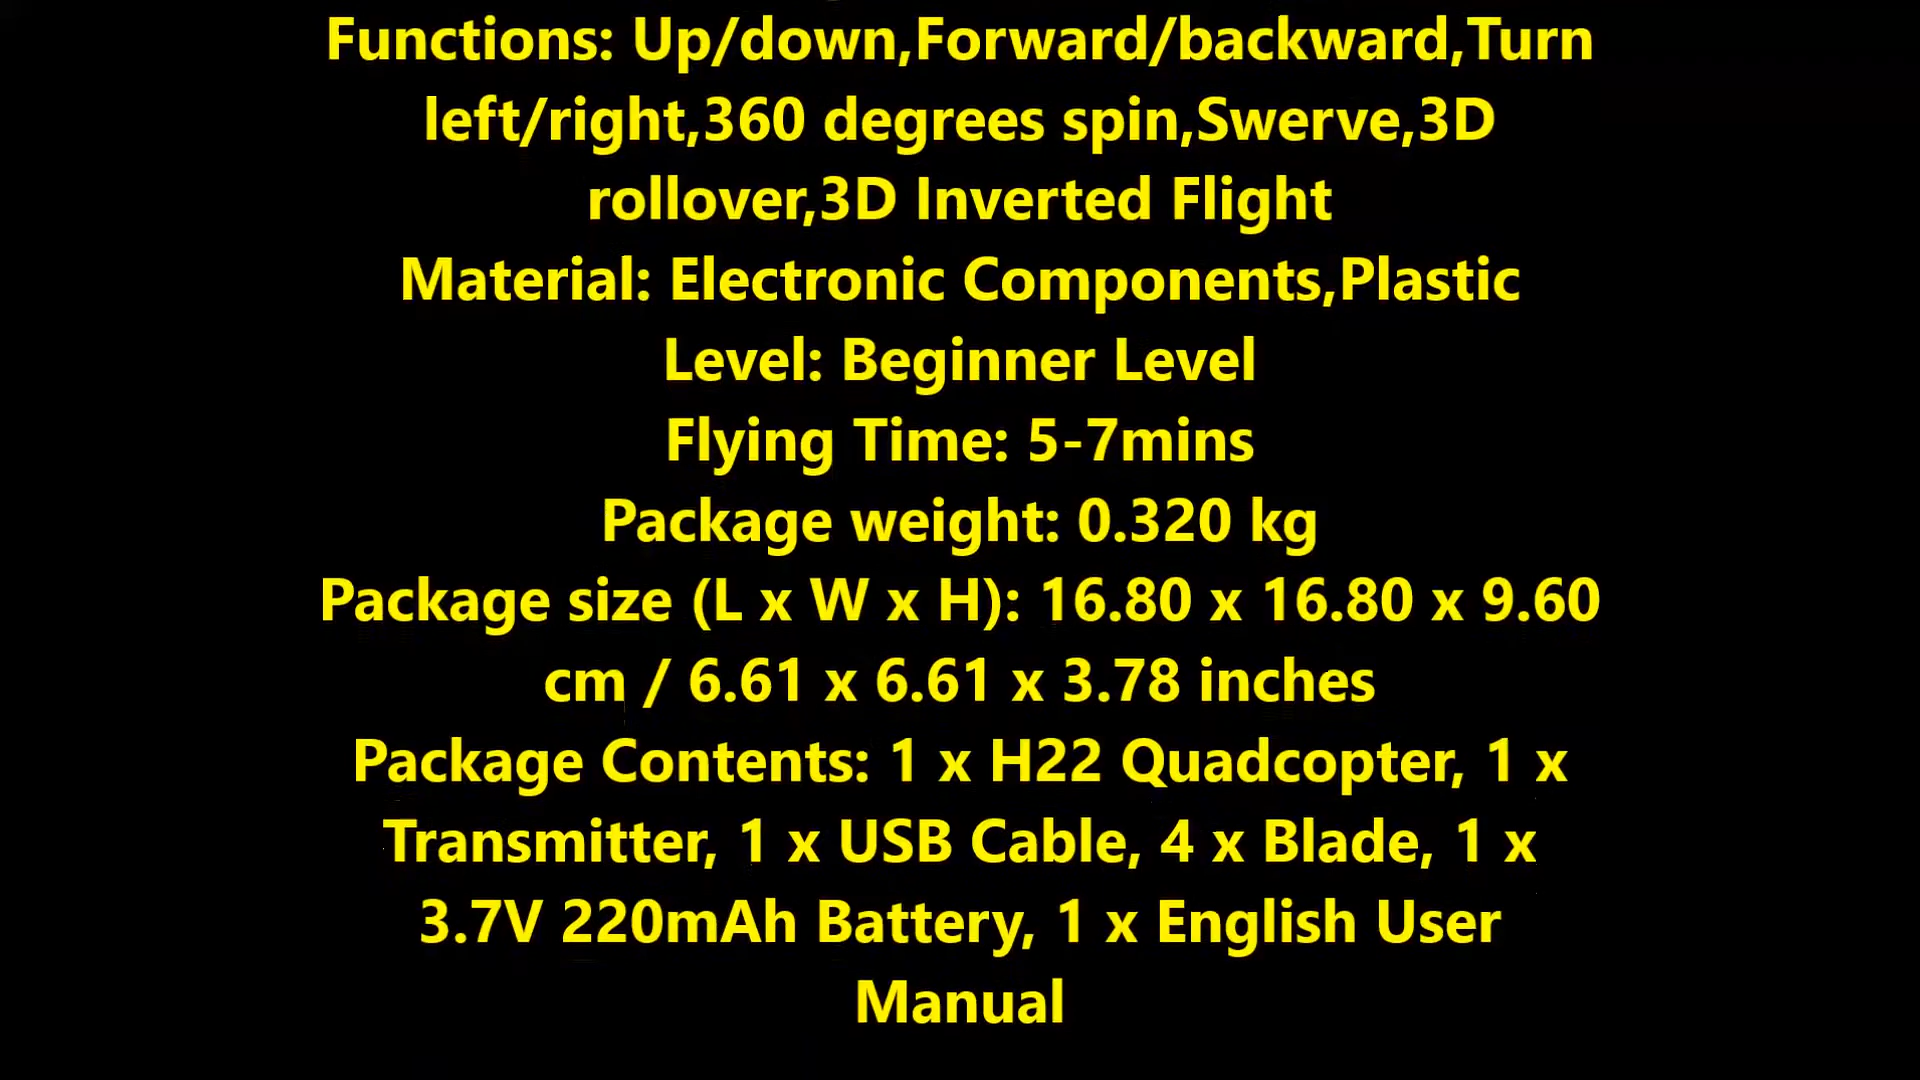 Functions: Up/down,Forward/backward,Turn
left/right,360 degrees spin,Swerve,3D
rollover,3D Inverted Flight
Material: Electronic Components,Plastic
Level: Beginner Level
Flying Time: 5-7mins
Package weight: 0.320 kg
Package size (L x W x H): 16.80 x 16.80 x 9.60
cm / 6.61 x 6.61 x 3.78 inches
Package Contents: 1 x H22 Quadcopter, 1 x
Transmitter, 1 x USB Cable, 4 x Blade, 1 x
3.7V 220mAh Battery, 1 x English User
Manual